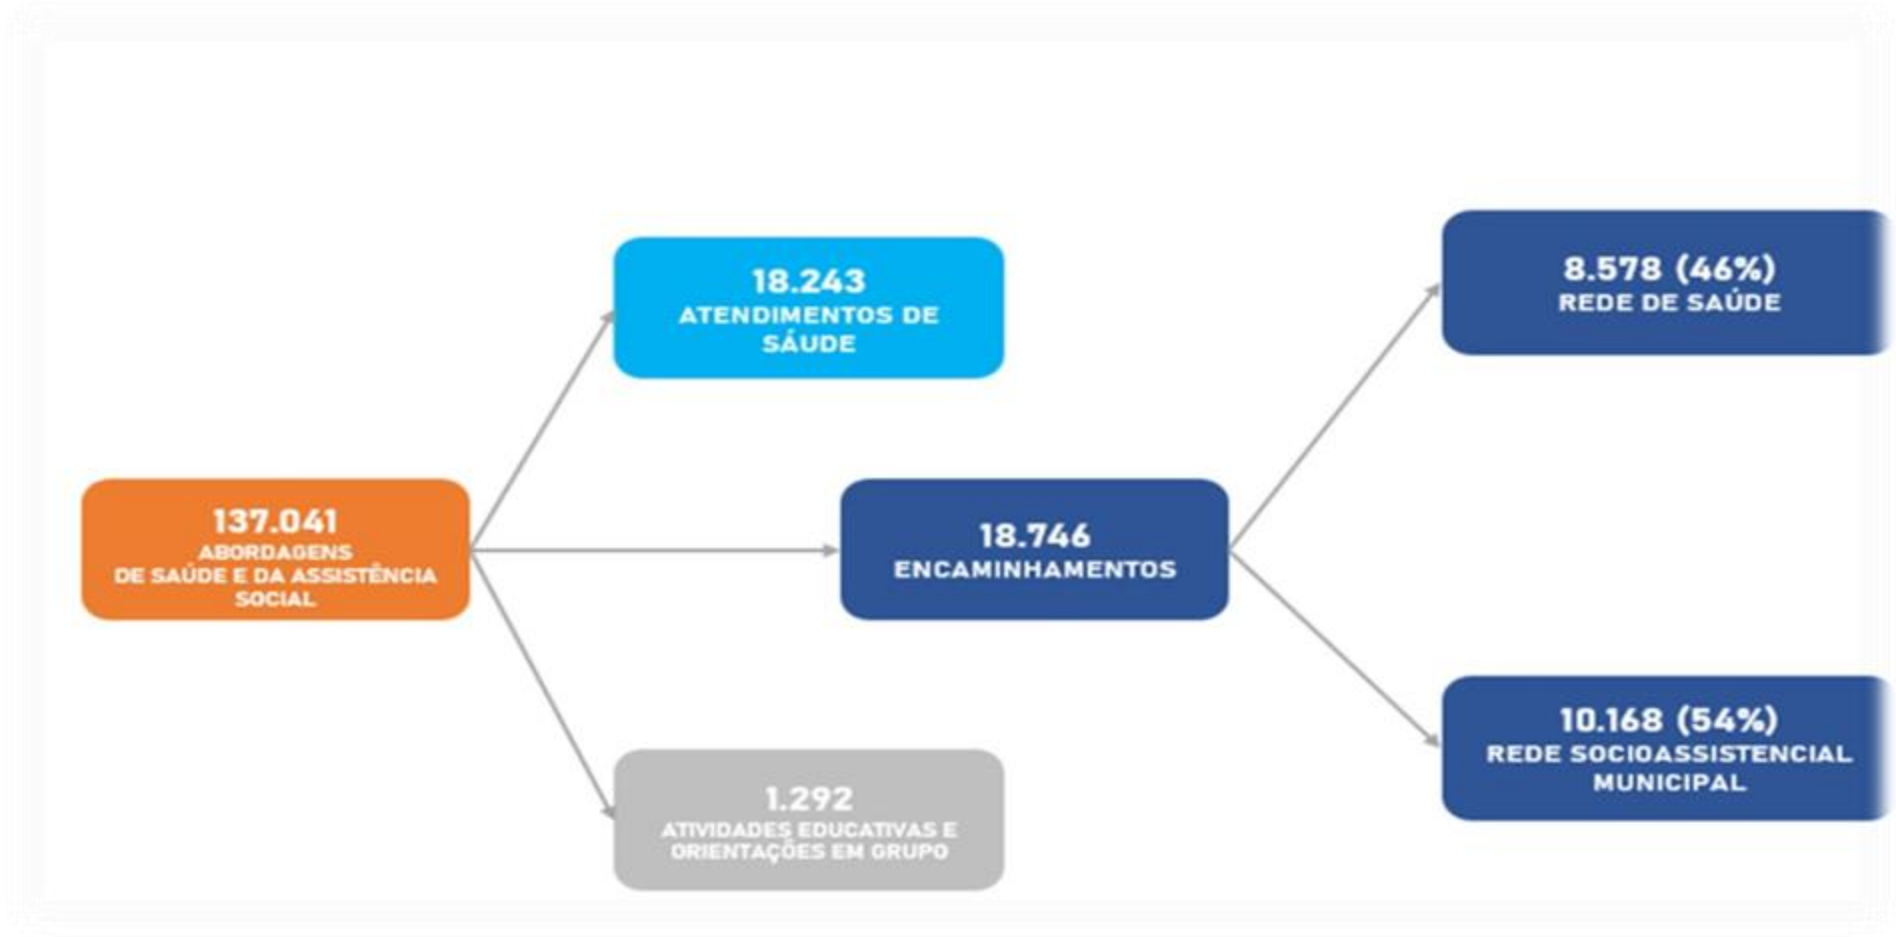 137.041
ABORDAGENS
DE SAÚDE E DA ASSISTÊNCIA
SOCIAL
18.243
ATENDIMENTOS DE
SÁUDE
18.746
ENCAMINHAMENTOS
1.292
ATIVIDADES EDUCATIVAS E
ORIENTAÇÕES EM GRUPO
8.578 (46%)
REDE DE SAÚDE
10.168 (54%)
REDE SOCIOASSISTENCIAL
MUNICIPAL